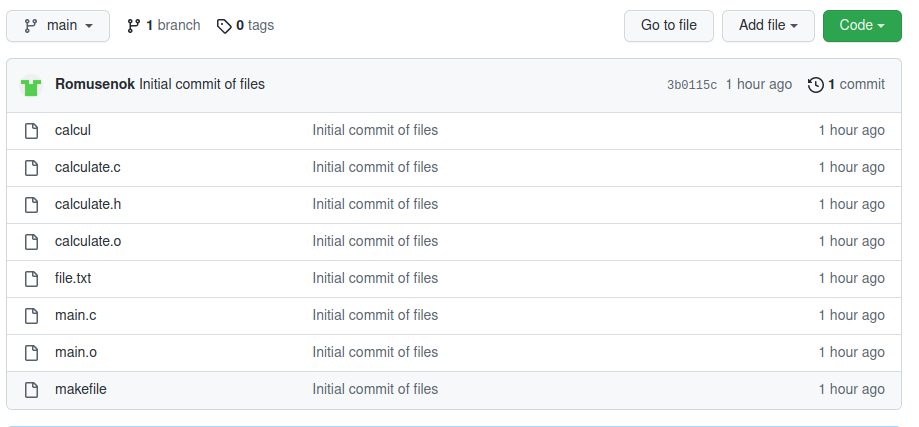 main 1 branch 0 tags Go to file Add file Code
Romusenok Initial commit of files 3b0115c 1 hour ago 1 commit
calcul Initial commit of files 1 hour ago
calculate.c Initial commit of files 1 hour ago
calculate.h Initial commit of files 1 hour ago
calculate.o Initial commit of files 1 hour ago
file.txt Initial commit of files 1 hour ago
main.c Initial commit of files 1 hour ago
main.o Initial commit of files 1 hour ago
makefile Initial commit of files 1 hour ago